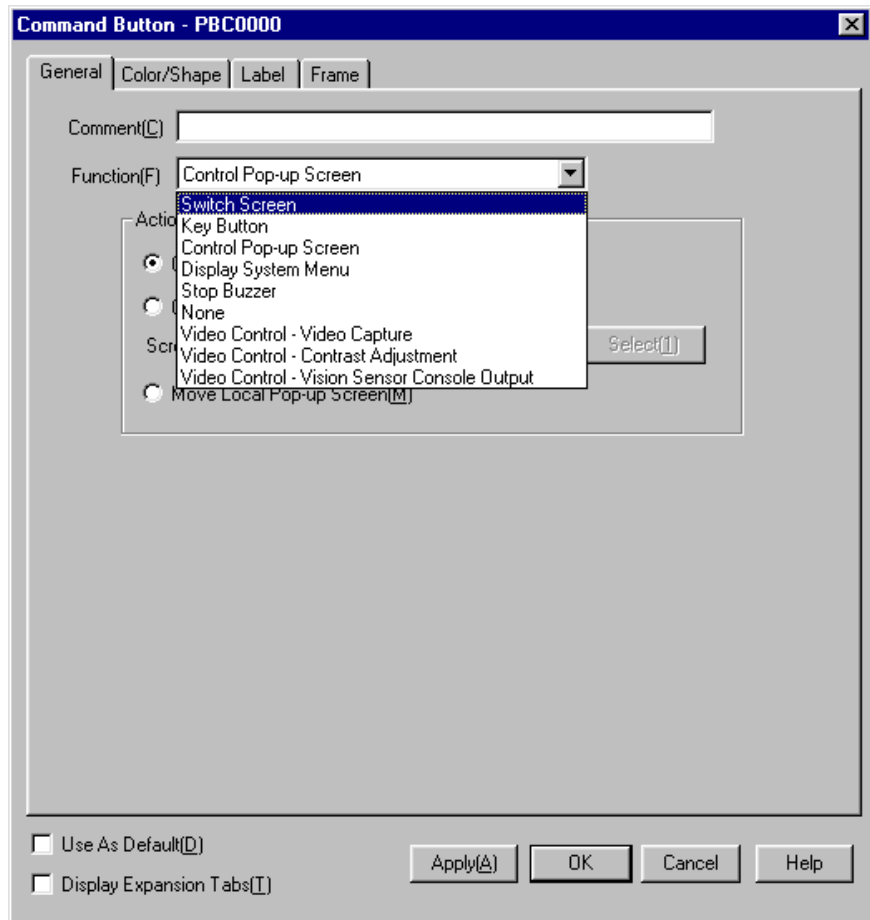 Command Button - PBC0000
General Color/Shape Label Frame
Comment(C)
Function(F) Control Pop-up Screen
Switch Screen
Key Button
Control Pop-up Screen
Display System Menu
Stop Buzzer
None
Video Control - Video Capture
Video Control - Contrast Adjustment
Video Control - Vision Sensor Console Output
Select(1)
Move Local Pop-up Screen(M)
Use As Default(D)
Display Expansion Tabs(T)
Apply(A) OK Cancel Help